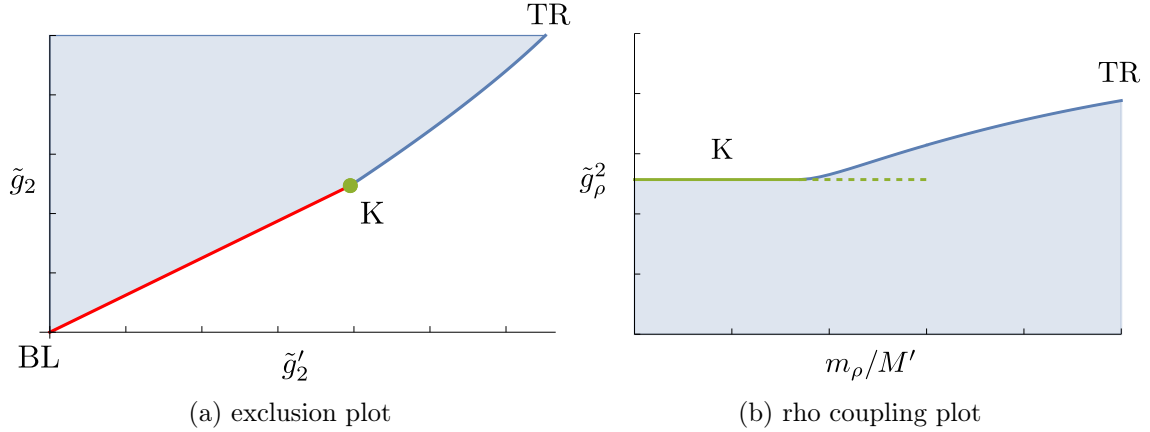 TR
g̃₂
K
BL
g̃′₂
(a) exclusion plot
TR
K
g̃²ᵨ
mᵨ/M′
(b) rho coupling plot